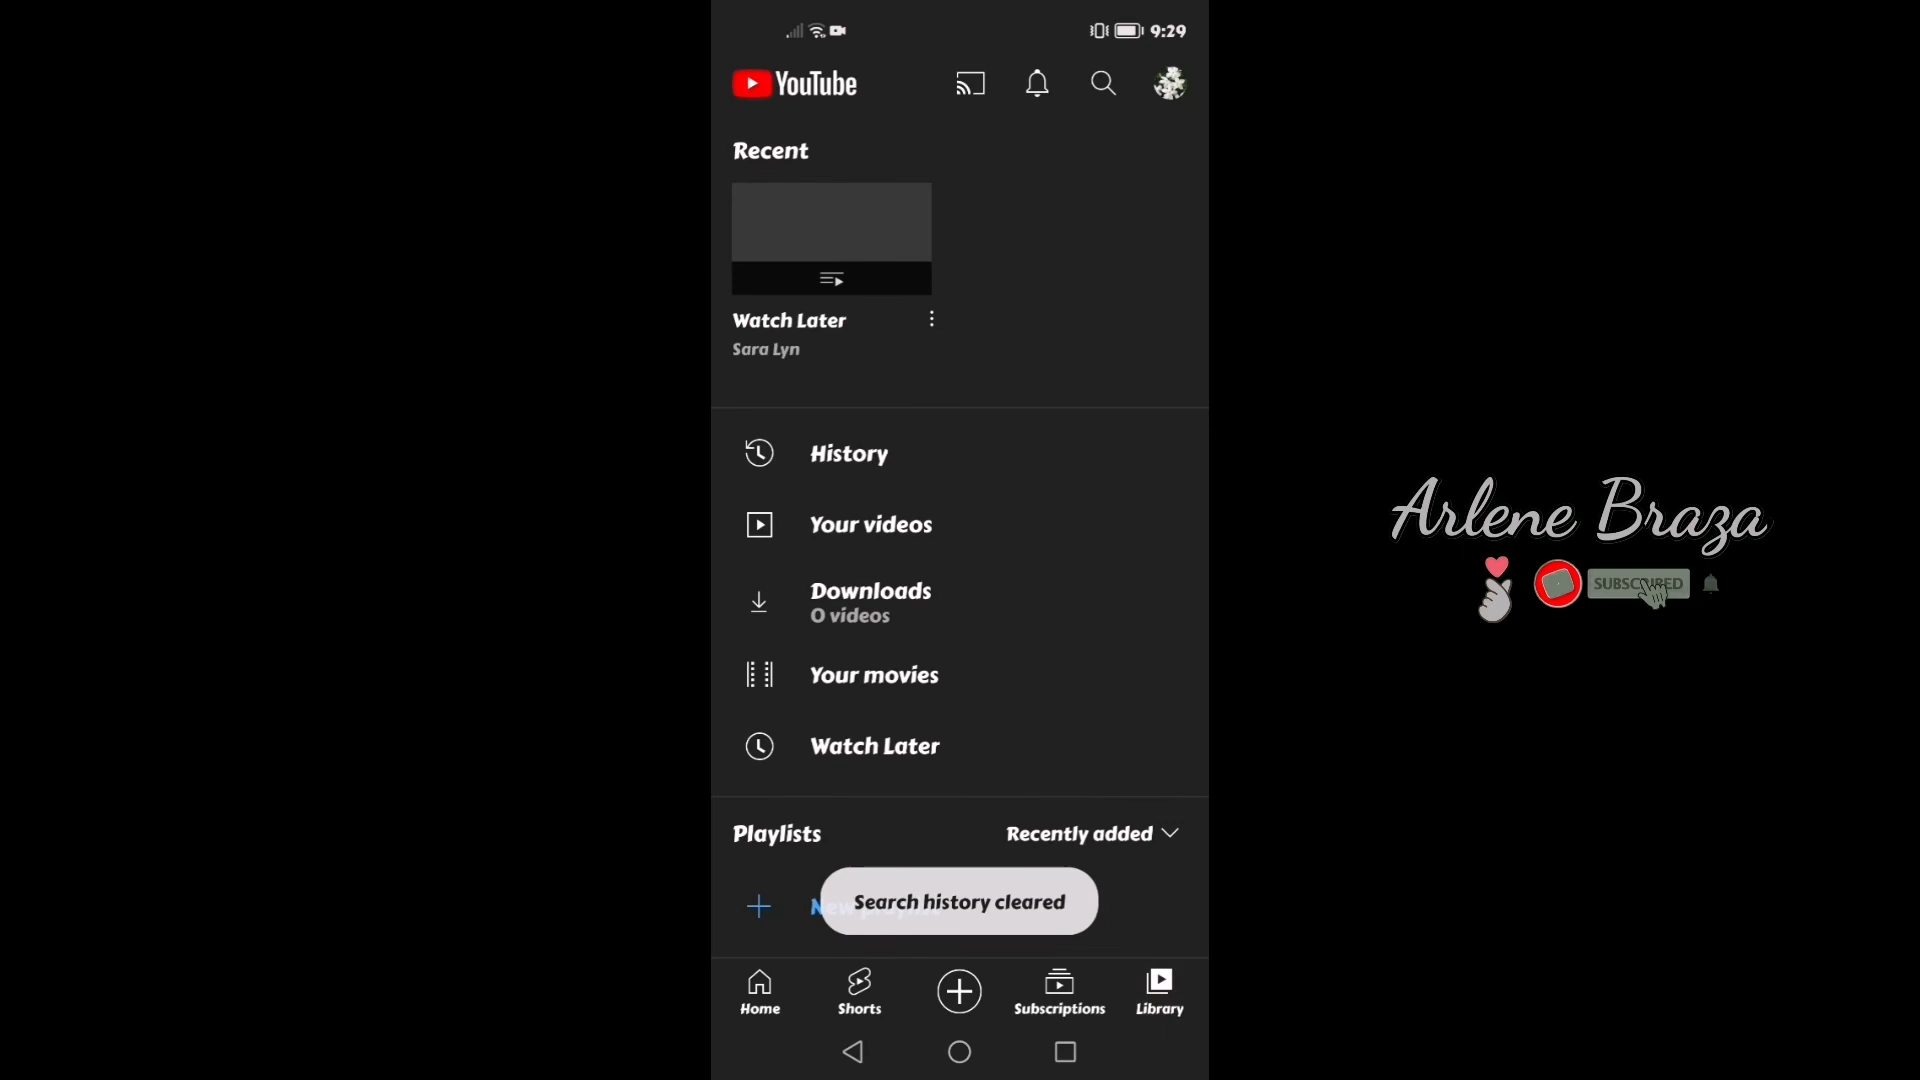 9:29
YouTube
Recent
Watch Later
Sara Lyn
History
Your videos
Downloads
0 videos
Your movies
Watch Later
Playlists
Recently added
Search history cleared
Home
Shorts
Subscriptions
Library
Arlene Braza
SUBSCRIBED